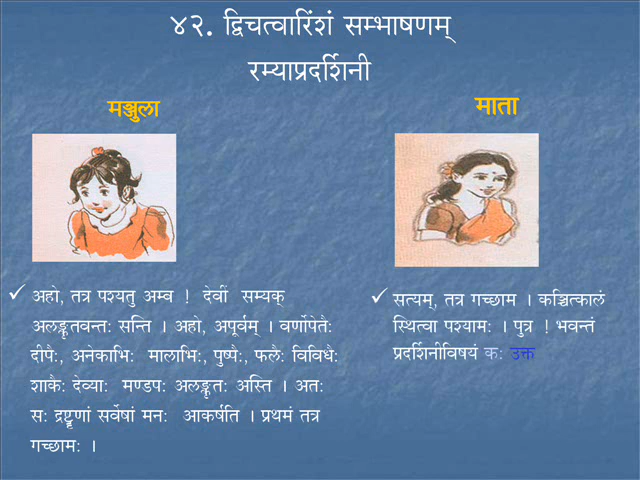 ४२. द्विचत्वारिंशं सम्भाषणम्
रम्याप्रदर्शिनी
मञ्जुला
अहो, तत्र पश्यतु अम्ब ! देवीं सम्यक्
अलङ्कृतवन्तः सन्ति । अहो, अपूर्वम् । वर्णोपेतैः
दीपैः, अनेकाभिः मालाभिः, पुष्पैः, फलैः विविधैः
शाकैः देव्याः मण्डपः अलङ्कृतः अस्ति । अतः
सः द्रष्टॄणां सर्वेषां मनः आकर्षति । प्रथमं तत्र
गच्छामः ।
माता
सत्यम्, तत्र गच्छाम । कञ्चित्कालं
स्थित्वा पश्यामः । पुत्र ! भवन्तं
प्रदर्शिनीविषयं कः उक्त